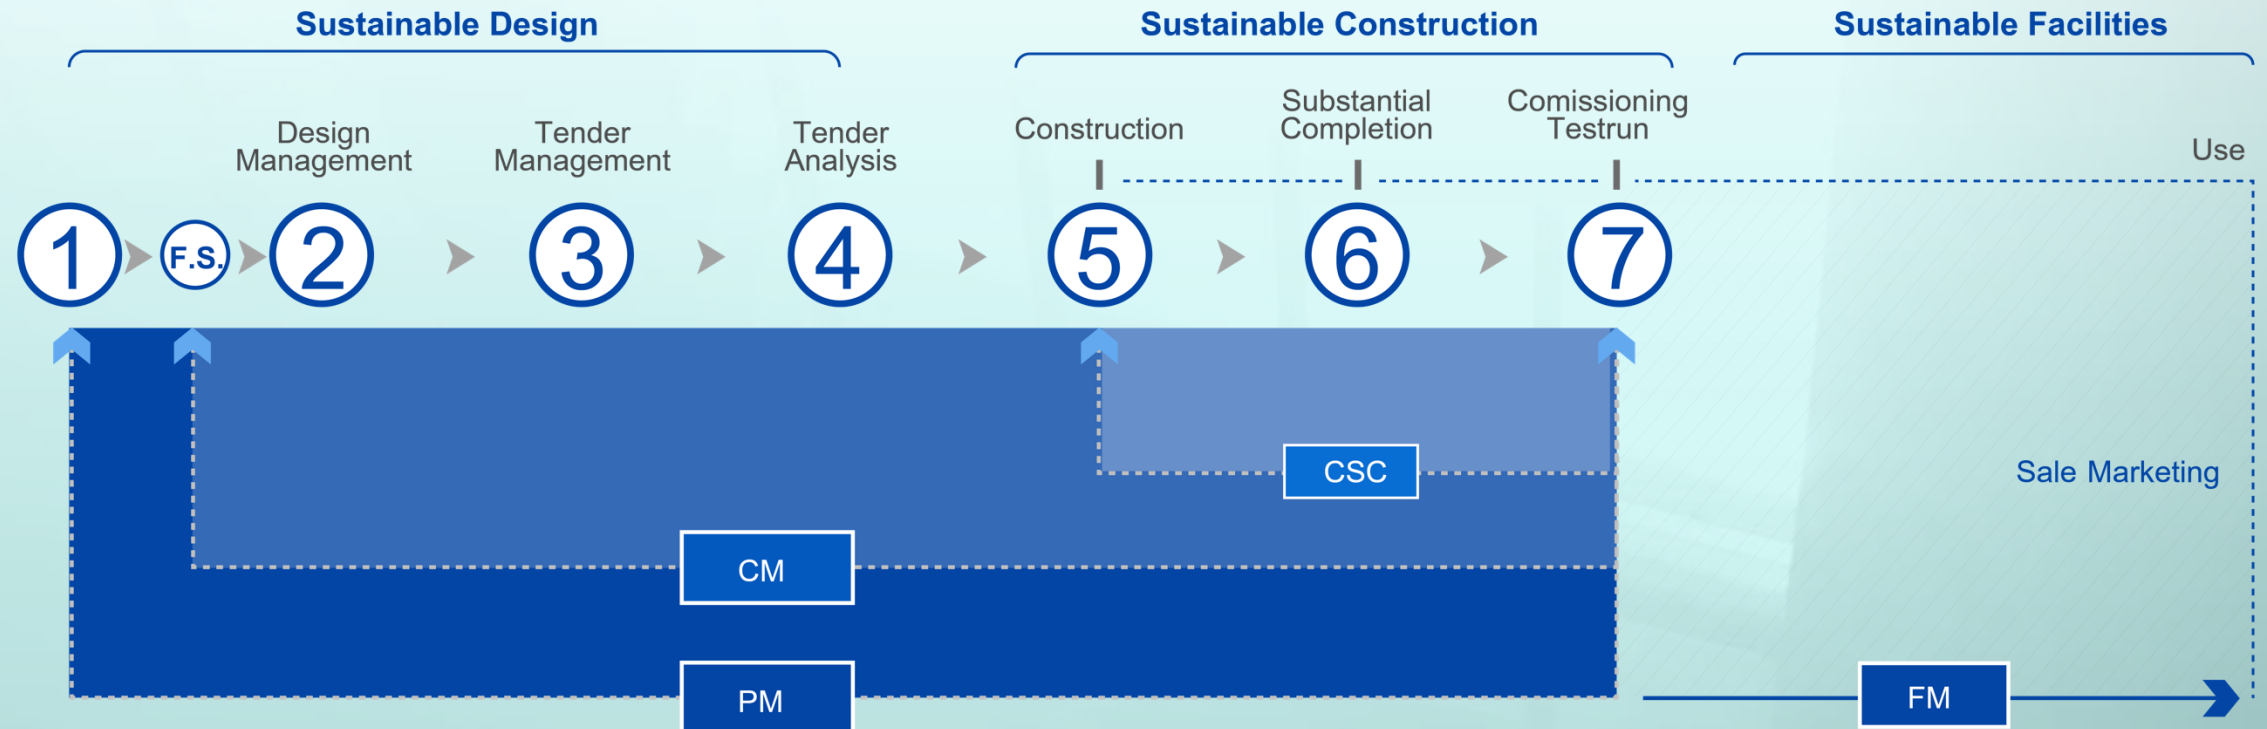 Sustainable Design
Sustainable Construction
Sustainable Facilities
Design
Management
Tender
Management
Tender
Analysis
Construction
Substantial
Completion
Comissioning
Testrun
Use
1
F.S.
2
3
4
5
6
7
CSC
Sale Marketing
CM
PM
FM